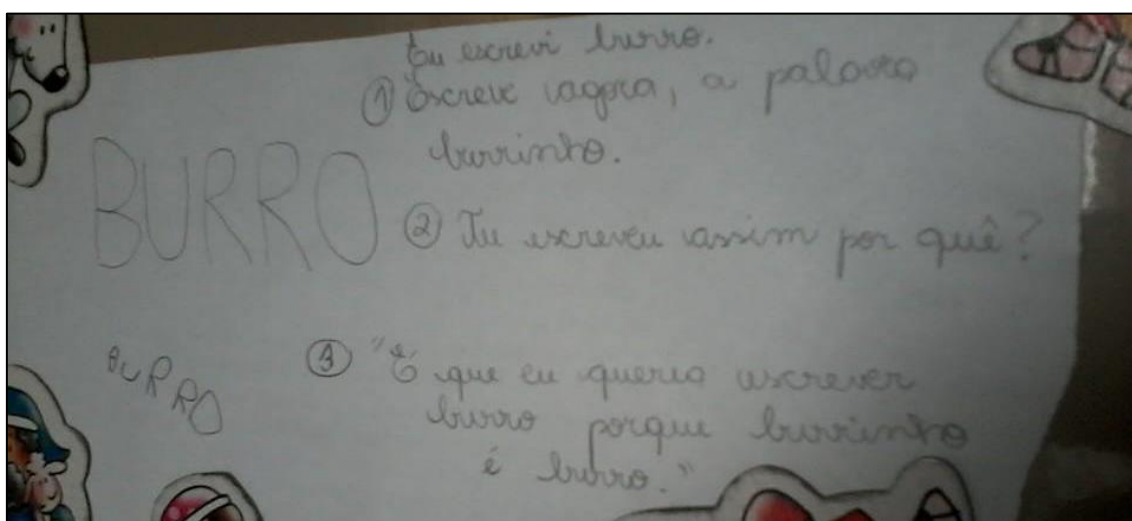 Eu escrevi burro.
① Escreve agora, a palavra
burrinho.
BURRO
② Tu escreveu assim por quê?
BURRO
③ "É que eu queria escrever
burro porque burrinho
é burro."